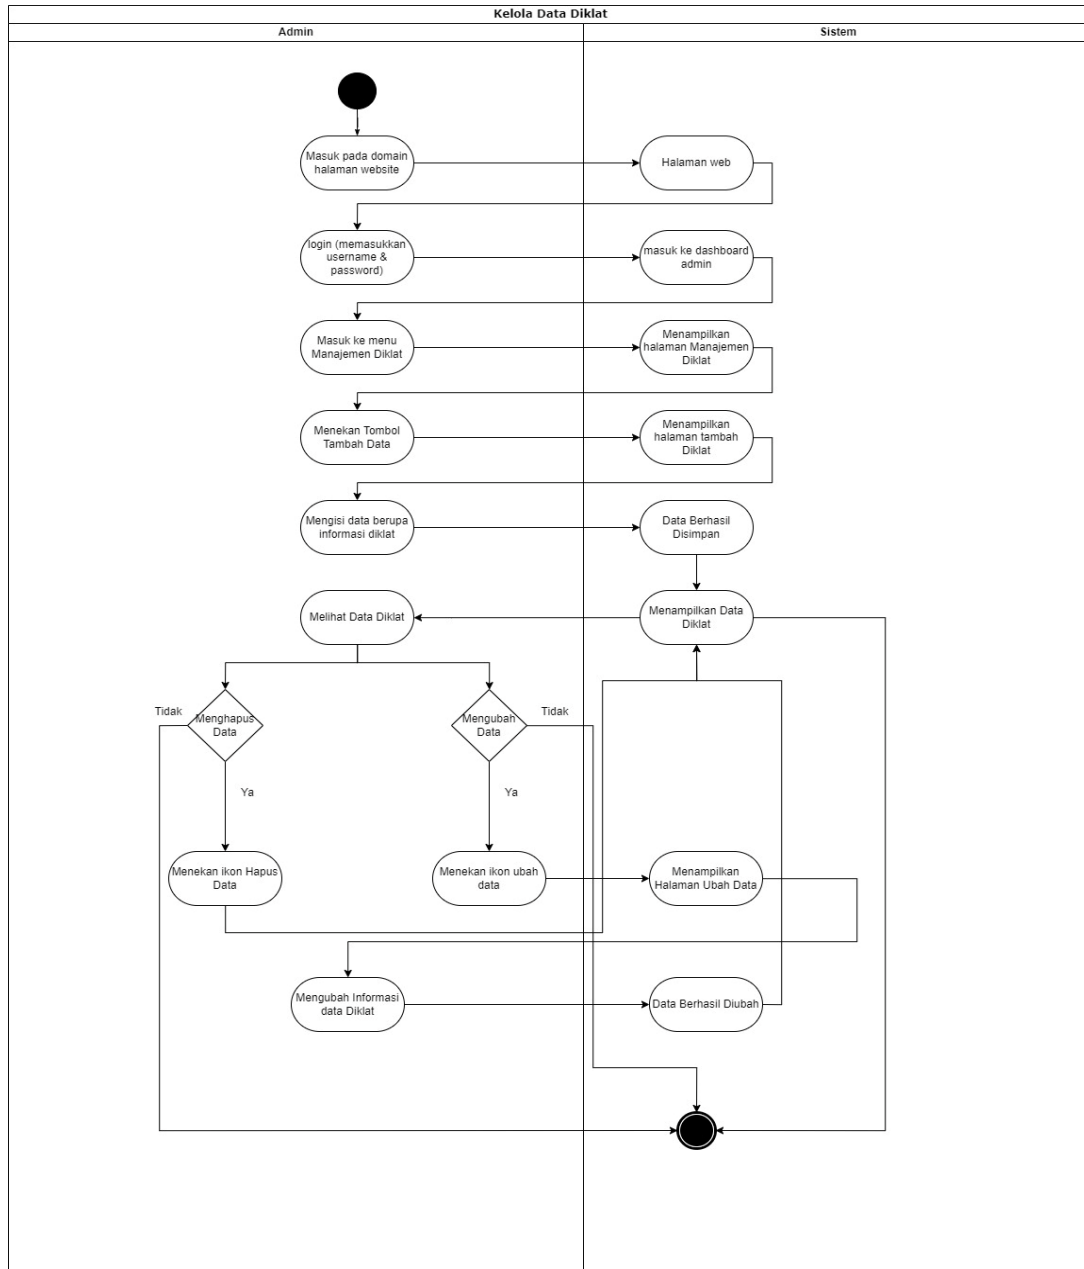 Kelola Data Diklat
Admin
Sistem
Masuk pada domain
halaman website
Halaman web
login (memasukkan
username &
password)
masuk ke dashboard
admin
Masuk ke menu
Manajemen Diklat
Menampilkan
halaman Manajemen
Diklat
Menekan Tombol
Tambah Data
Menampilkan
halaman tambah
Diklat
Mengisi data berupa
informasi diklat
Data Berhasil
Disimpan
Melihat Data Diklat
Menampilkan Data
Diklat
Tidak
Menghapus
Data
Mengubah
Data
Tidak
Ya
Ya
Menekan ikon Hapus
Data
Menekan ikon ubah
data
Menampilkan
Halaman Ubah Data
Mengubah Informasi
data Diklat
Data Berhasil Diubah